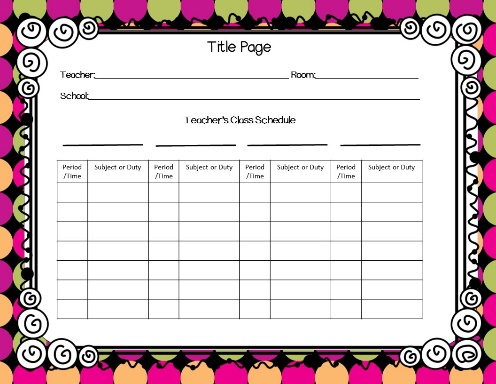 Title Page
Teacher: Room:
School:
Teacher's Class Schedule
Period /Time Subject or Duty Period /Time Subject or Duty Period /Time Subject or Duty Period /Time Subject or Duty